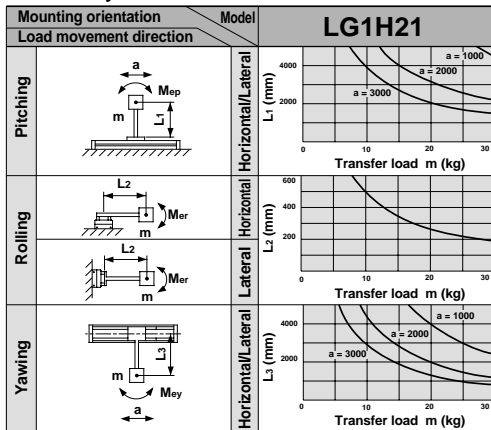 Mounting orientation
Load movement direction
Model
LG1H21
Pitching
a
Mep
m
L1
Horizontal/Lateral
L1 (mm)
4000
2000
a = 1000
a = 2000
a = 3000
0 10 20 30
Transfer load m (kg)
Rolling
L2
Mer
m
Horizontal
L2
Mer
m
Lateral
L2 (mm)
600
400
200
0 10 20 30
Transfer load m (kg)
Yawing
L3
m
Mey
a
Horizontal/Lateral
L3 (mm)
4000
2000
a = 1000
a = 2000
a = 3000
0 10 20 30
Transfer load m (kg)